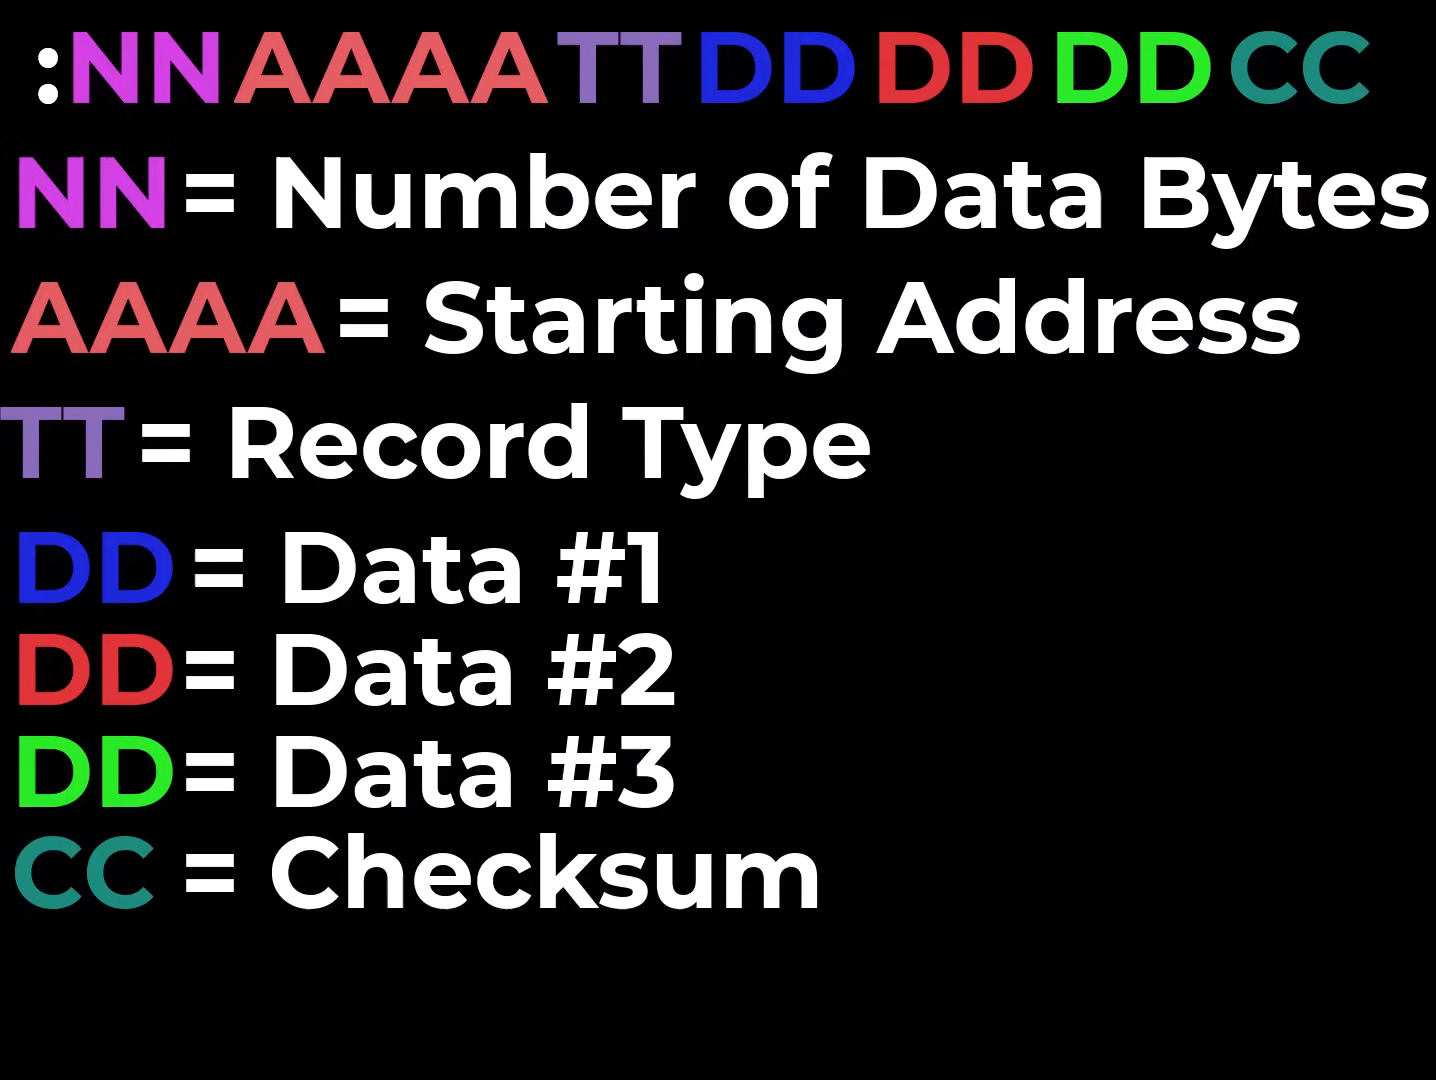 :NNAAAATTDDDDDDCC
NN= Number of Data Bytes
AAAA= Starting Address
TT= Record Type
DD= Data #1
DD= Data #2
DD= Data #3
CC = Checksum